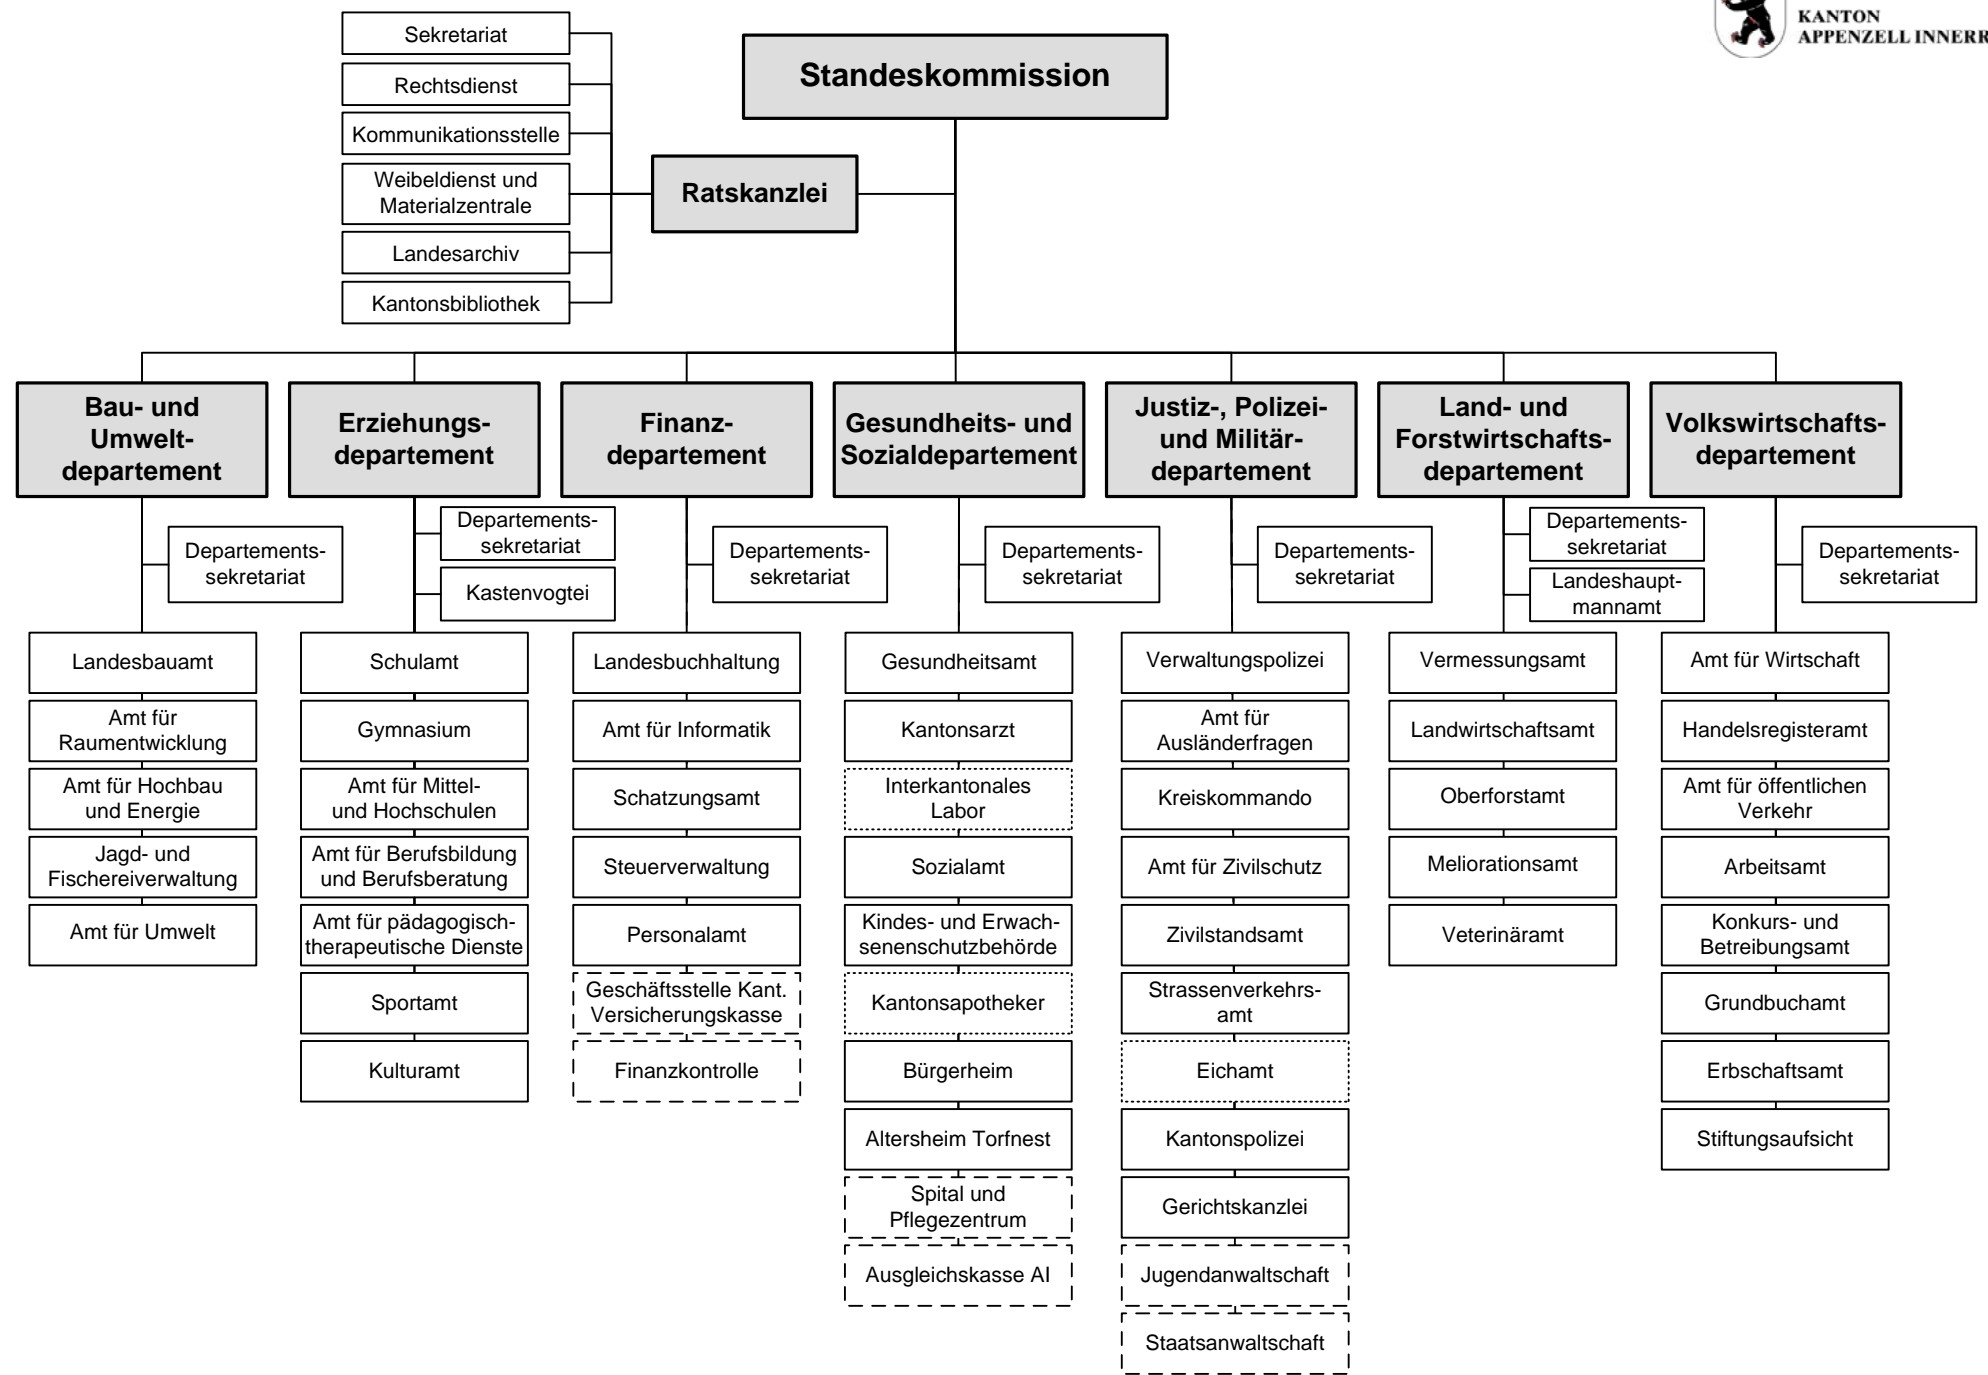 KANTON
APPENZELL INNERR
Standeskommission
Ratskanzlei
Sekretariat
Rechtsdienst
Kommunikationsstelle
Weibeldienst und
Materialzentrale
Landesarchiv
Kantonsbibliothek
Bau- und
Umwelt-
departement
Departements-
sekretariat
Landesbauamt
Amt für
Raumentwicklung
Amt für Hochbau
und Energie
Jagd- und
Fischereiverwaltung
Amt für Umwelt
Erziehungs-
departement
Departements-
sekretariat
Kastenvogtei
Schulamt
Gymnasium
Amt für Mittel-
und Hochschulen
Amt für Berufsbildung
und Berufsberatung
Amt für pädagogisch-
therapeutische Dienste
Sportamt
Kulturamt
Finanz-
departement
Departements-
sekretariat
Landesbuchhaltung
Amt für Informatik
Schatzungsamt
Steuerverwaltung
Personalamt
Geschäftsstelle Kant.
Versicherungskasse
Finanzkontrolle
Gesundheits- und
Sozialdepartement
Departements-
sekretariat
Gesundheitsamt
Kantonsarzt
Interkantonales
Labor
Sozialamt
Kindes- und Erwach-
senenschutzbehörde
Kantonsapotheker
Bürgerheim
Altersheim Torfnest
Spital und
Pflegezentrum
Ausgleichskasse AI
Justiz-, Polizei-
und Militär-
departement
Departements-
sekretariat
Verwaltungspolizei
Amt für
Ausländerfragen
Kreiskommando
Amt für Zivilschutz
Zivilstandsamt
Strassenverkehrs-
amt
Eichamt
Kantonspolizei
Gerichtskanzlei
Jugendanwaltschaft
Staatsanwaltschaft
Land- und
Forstwirtschafts-
departement
Departements-
sekretariat
Landeshaupt-
mannamt
Vermessungsamt
Landwirtschaftsamt
Oberforstamt
Meliorationsamt
Veterinäramt
Volkswirtschafts-
departement
Departements-
sekretariat
Amt für Wirtschaft
Handelsregisteramt
Amt für öffentlichen
Verkehr
Arbeitsamt
Konkurs- und
Betreibungsamt
Grundbuchamt
Erbschaftsamt
Stiftungsaufsicht